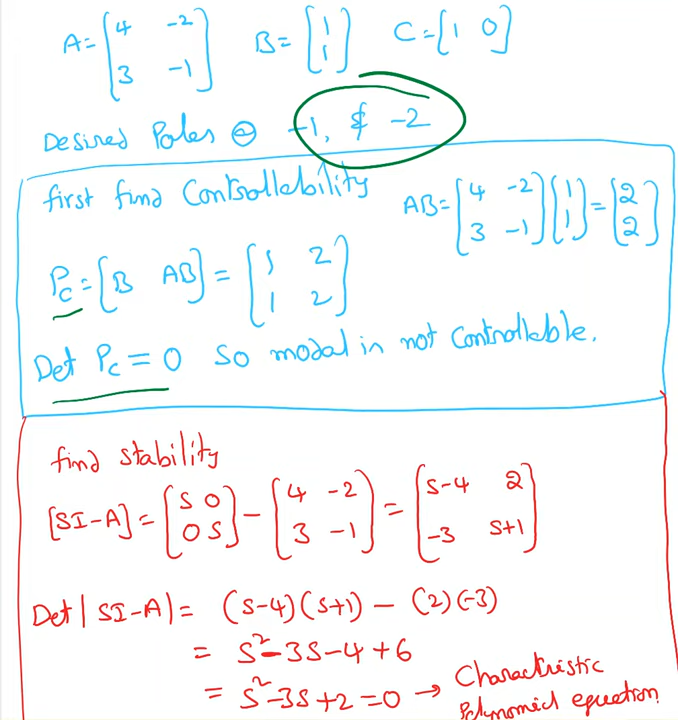 A = [4 -2
3 -1] B = [1
1] C = [1 0]
Desired Poles @ -1, & -2
first find Controllability
AB = [4 -2
3 -1] [1
1] = [2
2]
Pc = [B AB] = [1 2
1 2]
Det Pc = 0 so modal in not Controllable.
find stability
[SI-A] = [S 0
0 S] - [4 -2
3 -1] = [S-4 2
-3 S+1]
Det |SI-A| = (S-4)(S+1) - (2)(-3)
= S²-3S-4+6
= S²-3S+2=0 → Characteristic
Polynomial equation